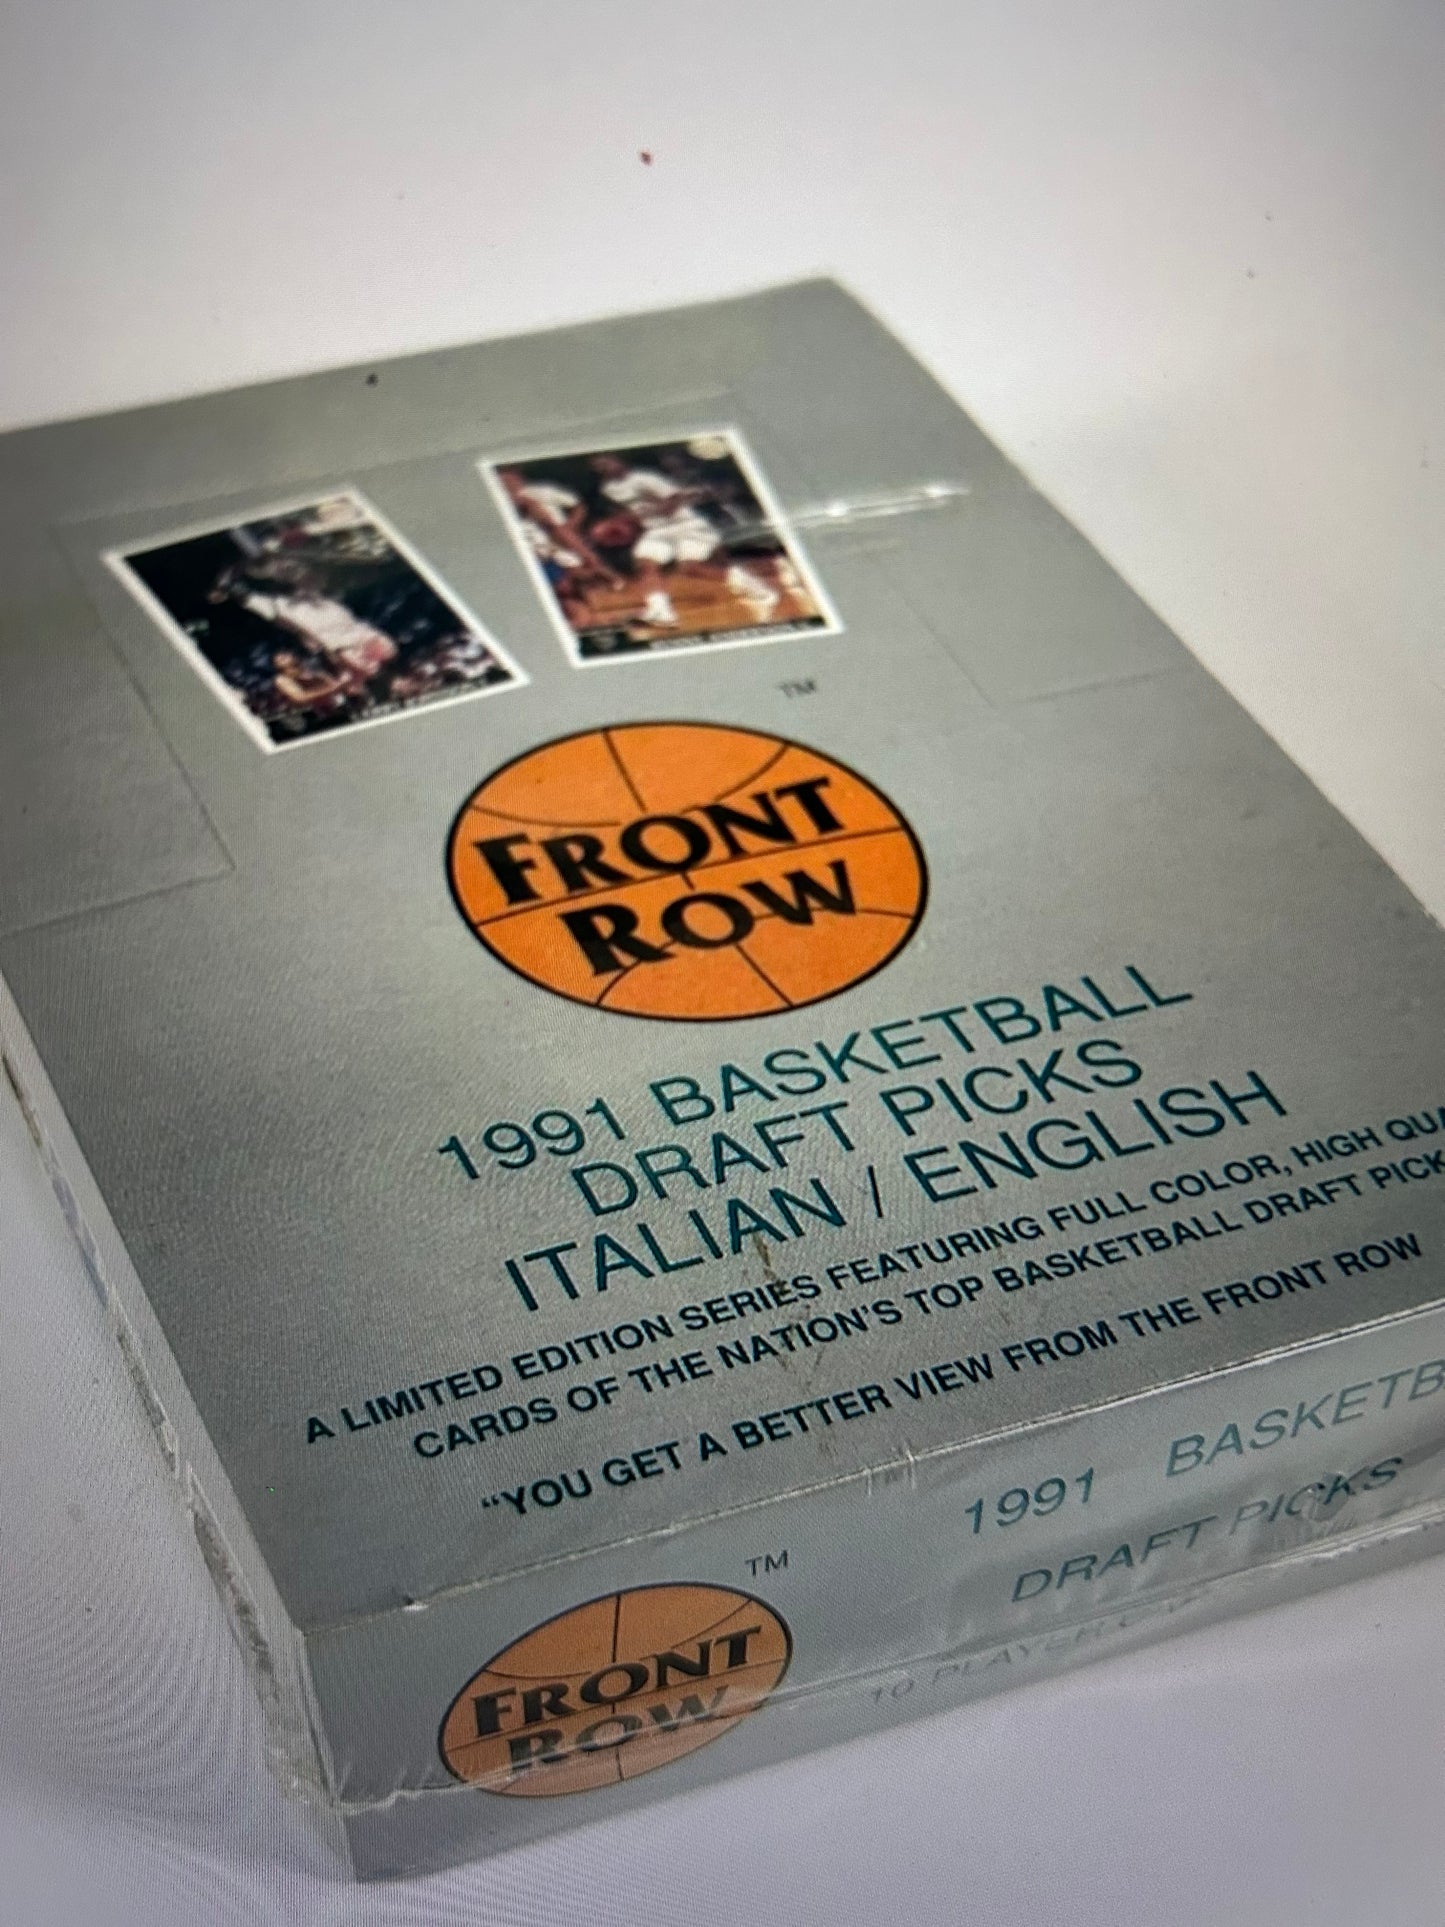 TM
FRONT
ROW
1991 BASKETBALL
DRAFT PICKS
ITALIAN / ENGLISH
A LIMITED EDITION SERIES FEATURING FULL COLOR, HIGH QUA
CARDS OF THE NATION'S TOP BASKETBALL DRAFT PICK
"YOU GET A BETTER VIEW FROM THE FRONT ROW
TM
FRONT
ROW
1991 BASKETB
DRAFT PICKS
10 PLAYER